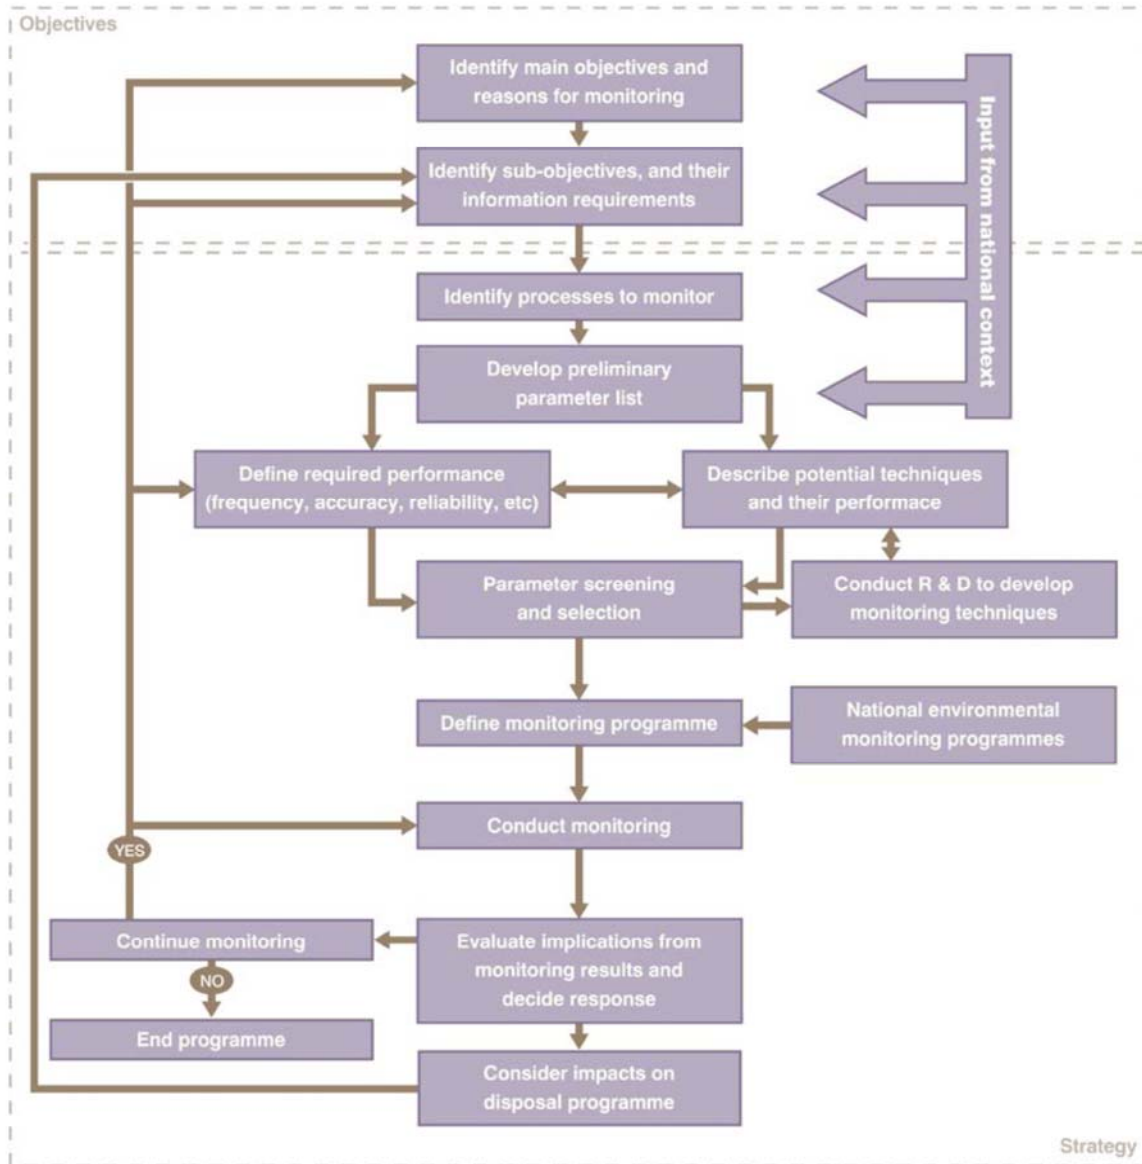 Objectives
Identify main objectives and
reasons for monitoring
Identify sub-objectives, and their
information requirements
Input from national context
Identify processes to monitor
Develop preliminary
parameter list
Define required performance
(frequency, accuracy, reliability, etc)
Describe potential techniques
and their performace
Parameter screening
and selection
Conduct R & D to develop
monitoring techniques
Define monitoring programme
National environmental
monitoring programmes
Conduct monitoring
YES
Continue monitoring
Evaluate implications from
monitoring results and
decide response
NO
End programme
Consider impacts on
disposal programme
Strategy